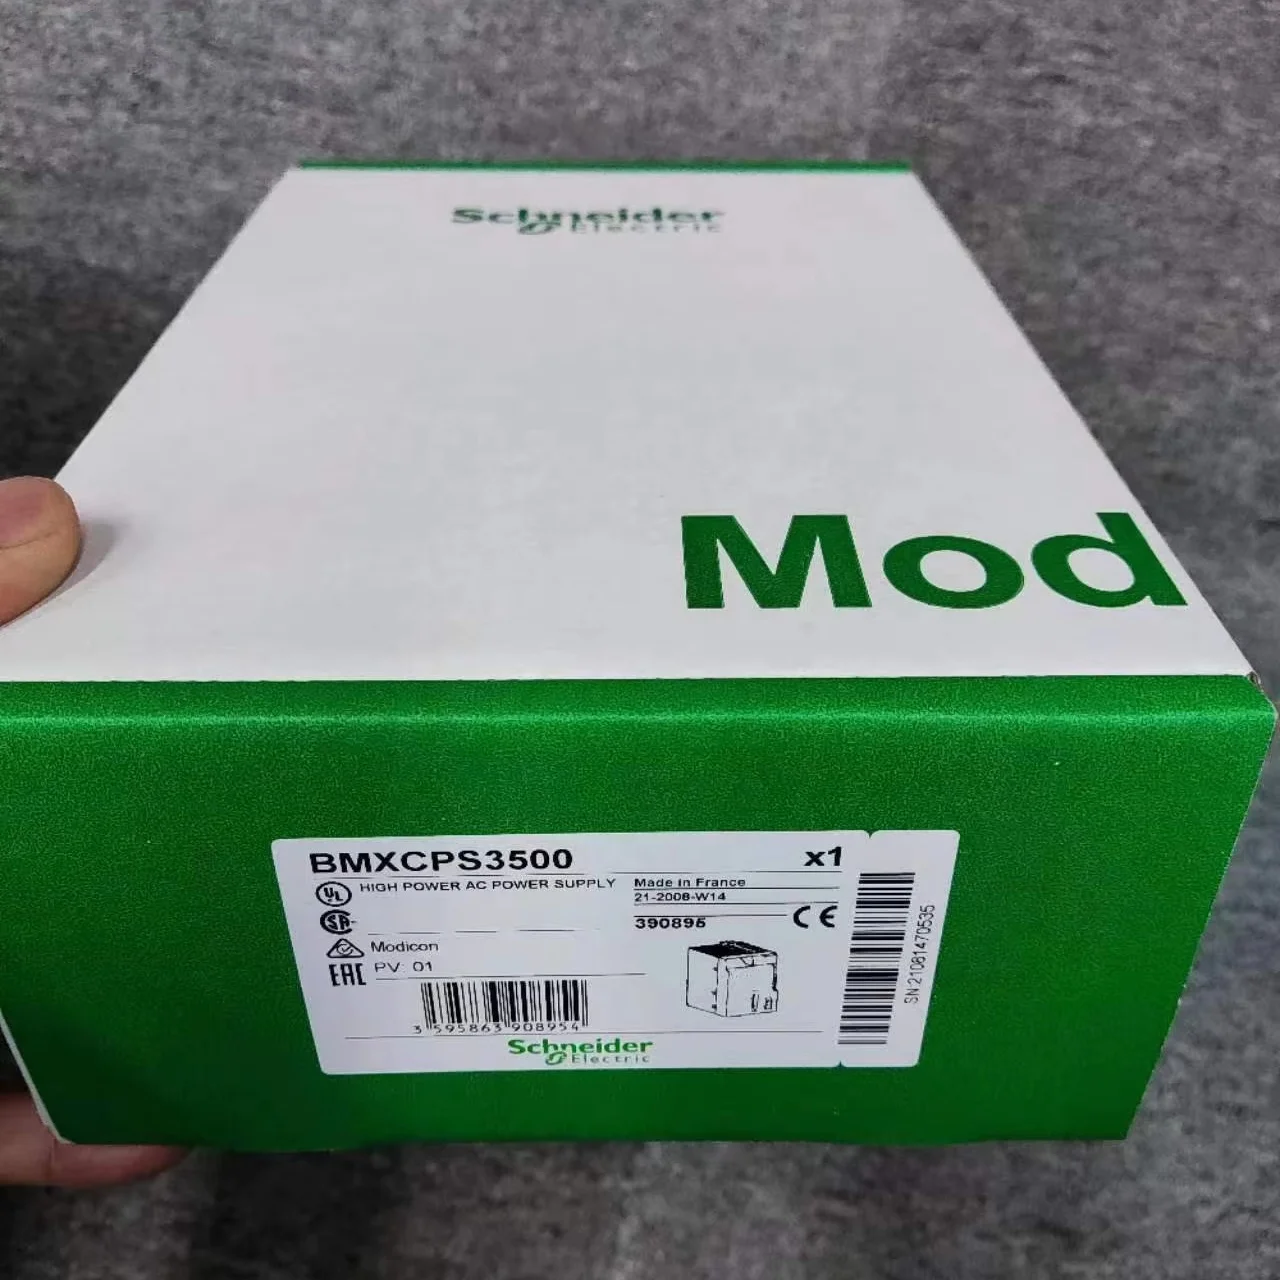 Schneider
Electric
Mod
BMXCPS3500
x1
HIGH POWER AC POWER SUPPLY
Made in France
21-2008-W14
390895
UL
CE
Modicon
EAC
PV: 01
3 595863 908954
Schneider
Electric
SN:21081470535